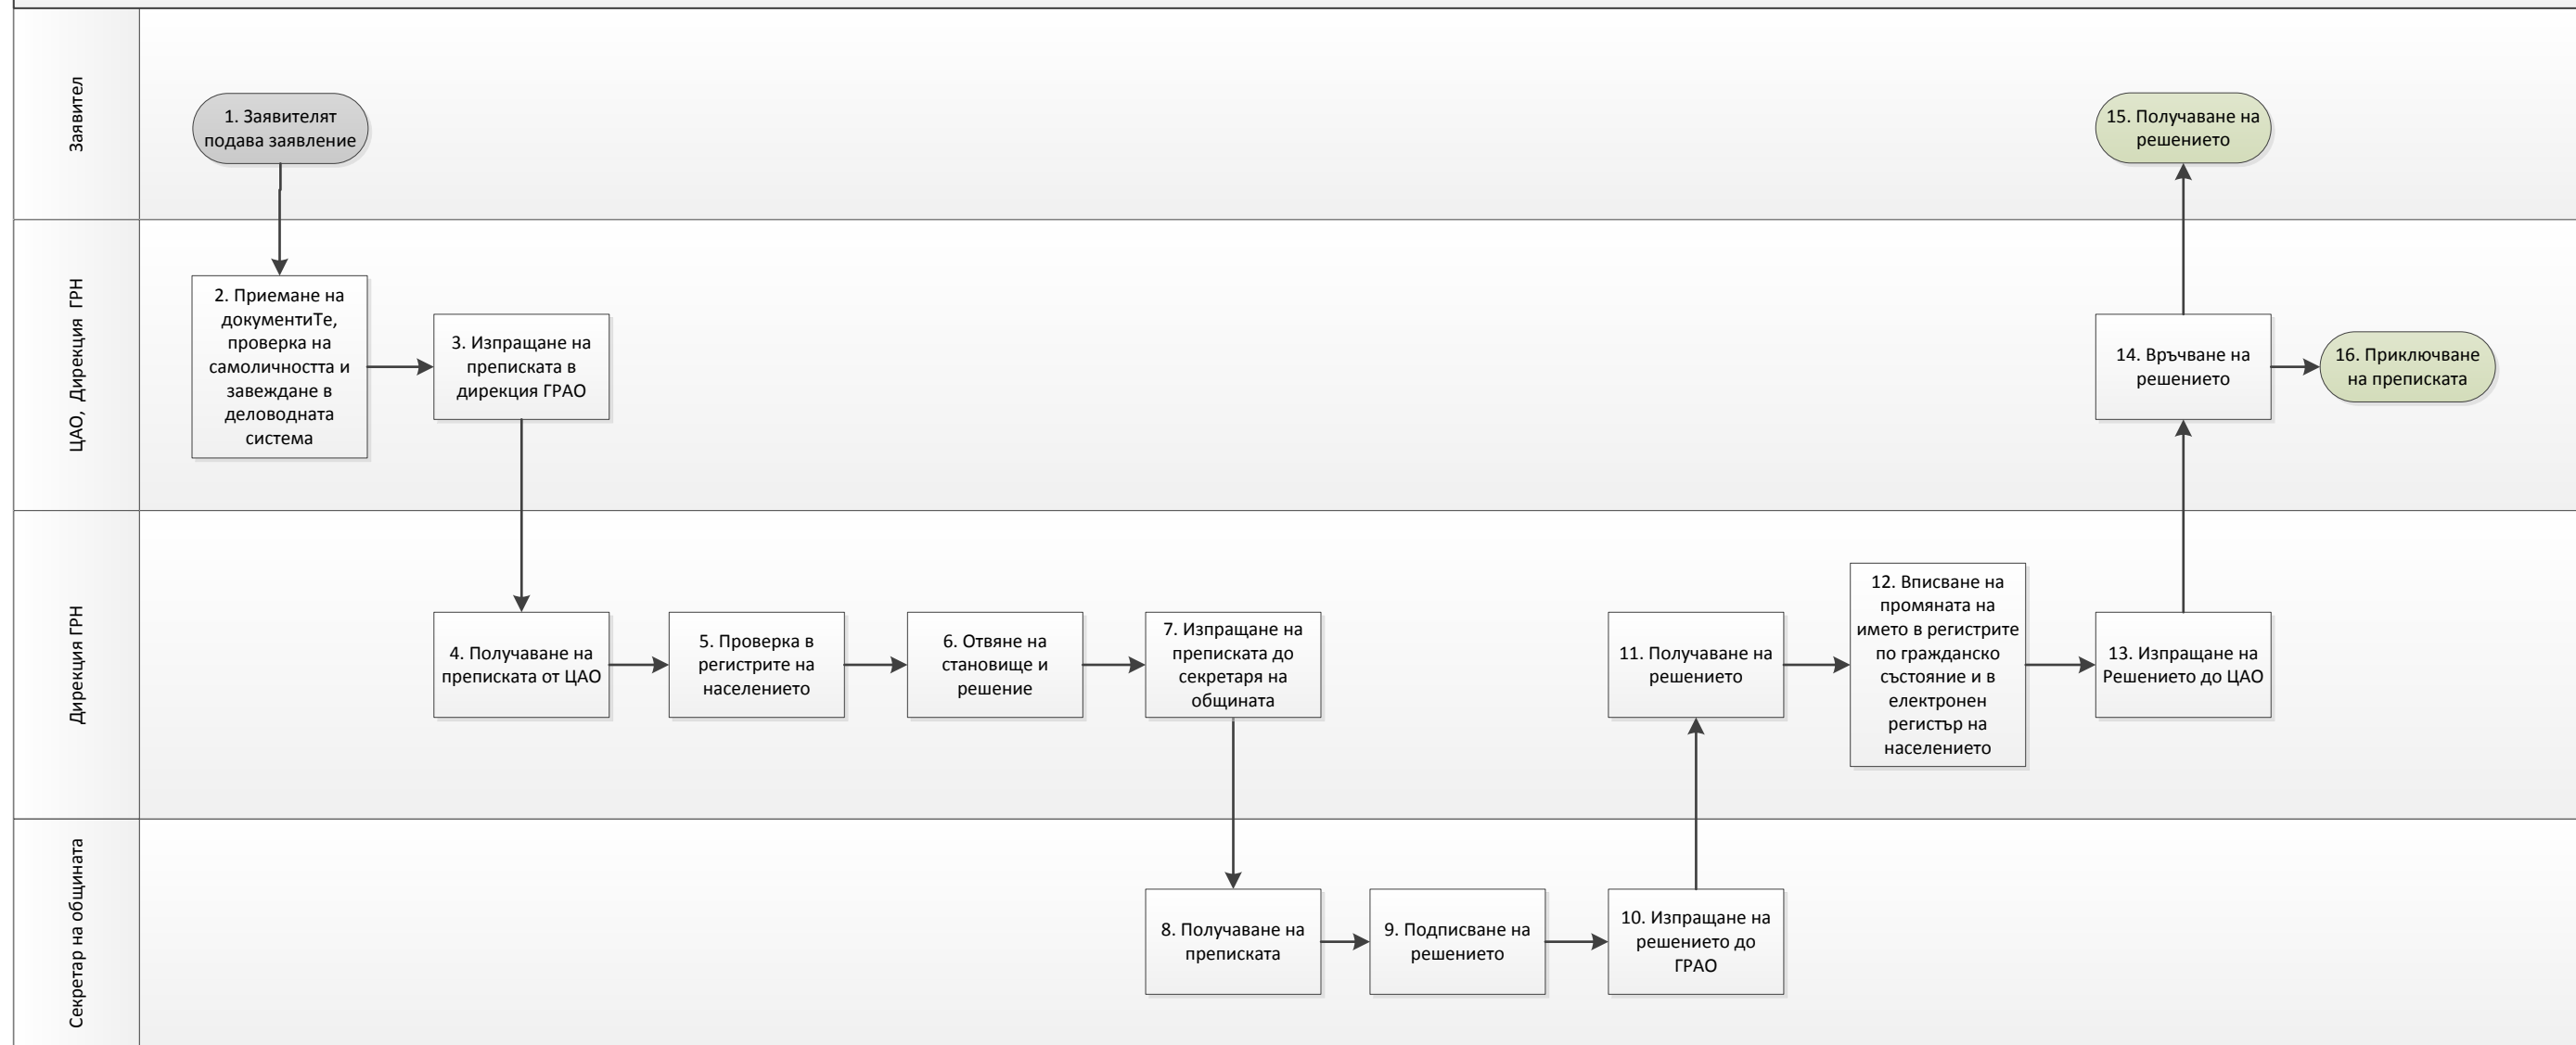 Заявител
1. Заявителят
подава заявление
15. Получаване на
решението
ЦАО, Дирекция ГРН
2. Приемане на
документиТе,
проверка на
самоличността и
завеждане в
деловодната
система
3. Изпращане на
преписката в
дирекция ГРАО
14. Връчване на
решението
16. Приключване
на преписката
Дирекция ГРН
4. Получаване на
преписката от ЦАО
5. Проверка в
регистрите на
населението
6. Отвяне на
становище и
решение
7. Изпращане на
преписката до
секретаря на
общината
11. Получаване на
решението
12. Вписване на
промяната на
името в регистрите
по гражданско
състояние и в
електронен
регистър на
населението
13. Изпращане на
Решението до ЦАО
Секретар на общината
8. Получаване на
преписката
9. Подписване на
решението
10. Изпращане на
решението до
ГРАО